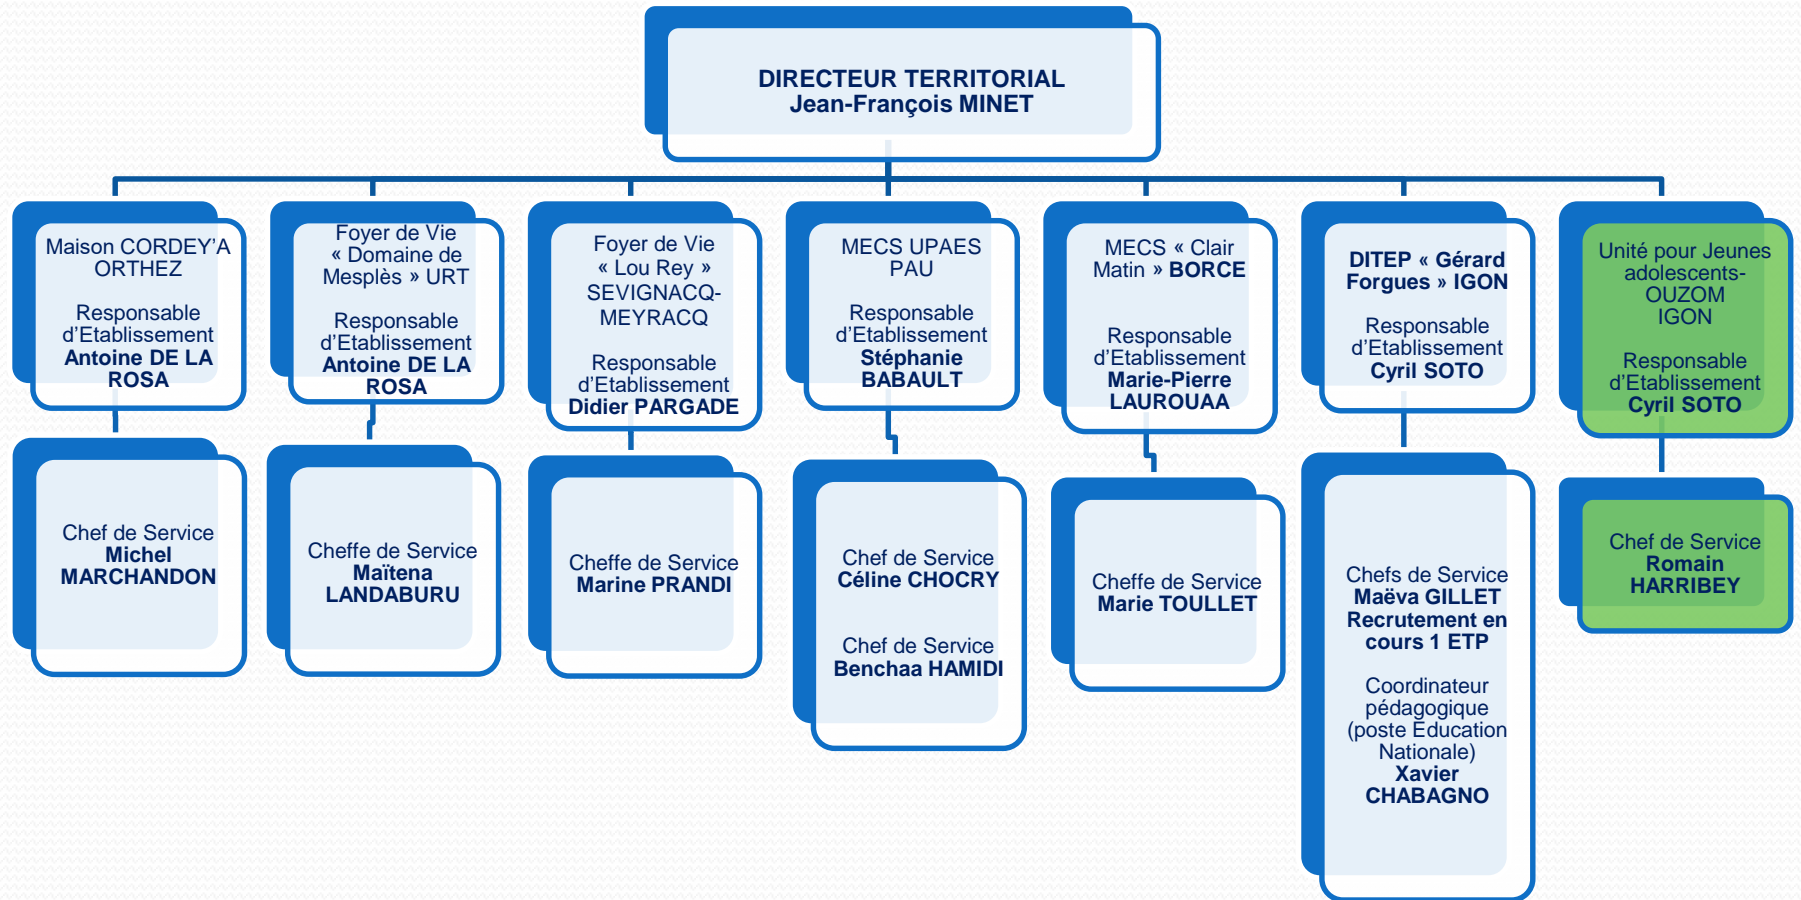 DIRECTEUR TERRITORIAL
Jean-François MINET
Maison CORDEY’A
ORTHEZ
Responsable
d’Etablissement
Antoine DE LA
ROSA
Foyer de Vie
« Domaine de
Mesplès » URT
Responsable
d’Etablissement
Antoine DE LA
ROSA
Foyer de Vie
« Lou Rey »
SEVIGNACQ-
MEYRACQ
Responsable
d’Etablissement
Didier PARGADE
MECS UPAES
PAU
Responsable
d’Etablissement
Stéphanie
BABAULT
MECS « Clair
Matin » BORCE
Responsable
d’Etablissement
Marie-Pierre
LAUROUAA
DITEP « Gérard
Forgues » IGON
Responsable
d’Etablissement
Cyril SOTO
Unité pour Jeunes
adolescents-
OUZOM
IGON
Responsable
d’Etablissement
Cyril SOTO
Chef de Service
Michel
MARCHANDON
Cheffe de Service
Maïtena
LANDABURU
Cheffe de Service
Marine PRANDI
Chef de Service
Céline CHOCRY
Chef de Service
Benchaa HAMIDI
Cheffe de Service
Marie TOULLET
Chefs de Service
Maëva GILLET
Recrutement en
cours 1 ETP
Coordinateur
pédagogique
(poste Education
Nationale)
Xavier
CHABAGNO
Chef de Service
Romain
HARRIBEY